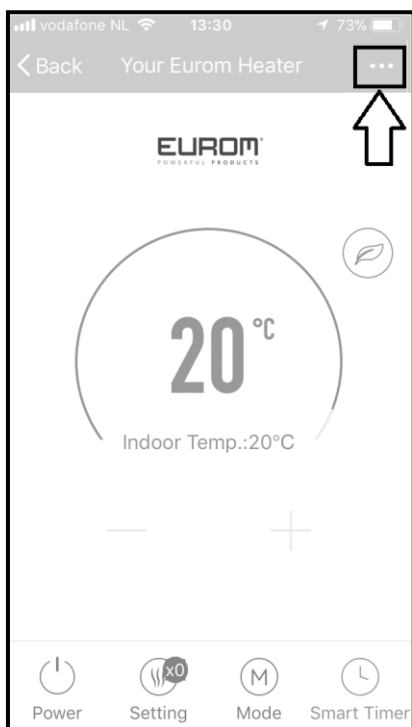 vodafone NL 13:30 73%
Back Your Eurom Heater ...
EUROM
POWERFUL PRODUCTS
20 °C
Indoor Temp.:20°C
— +
x0 M
Power Setting Mode Smart Timer